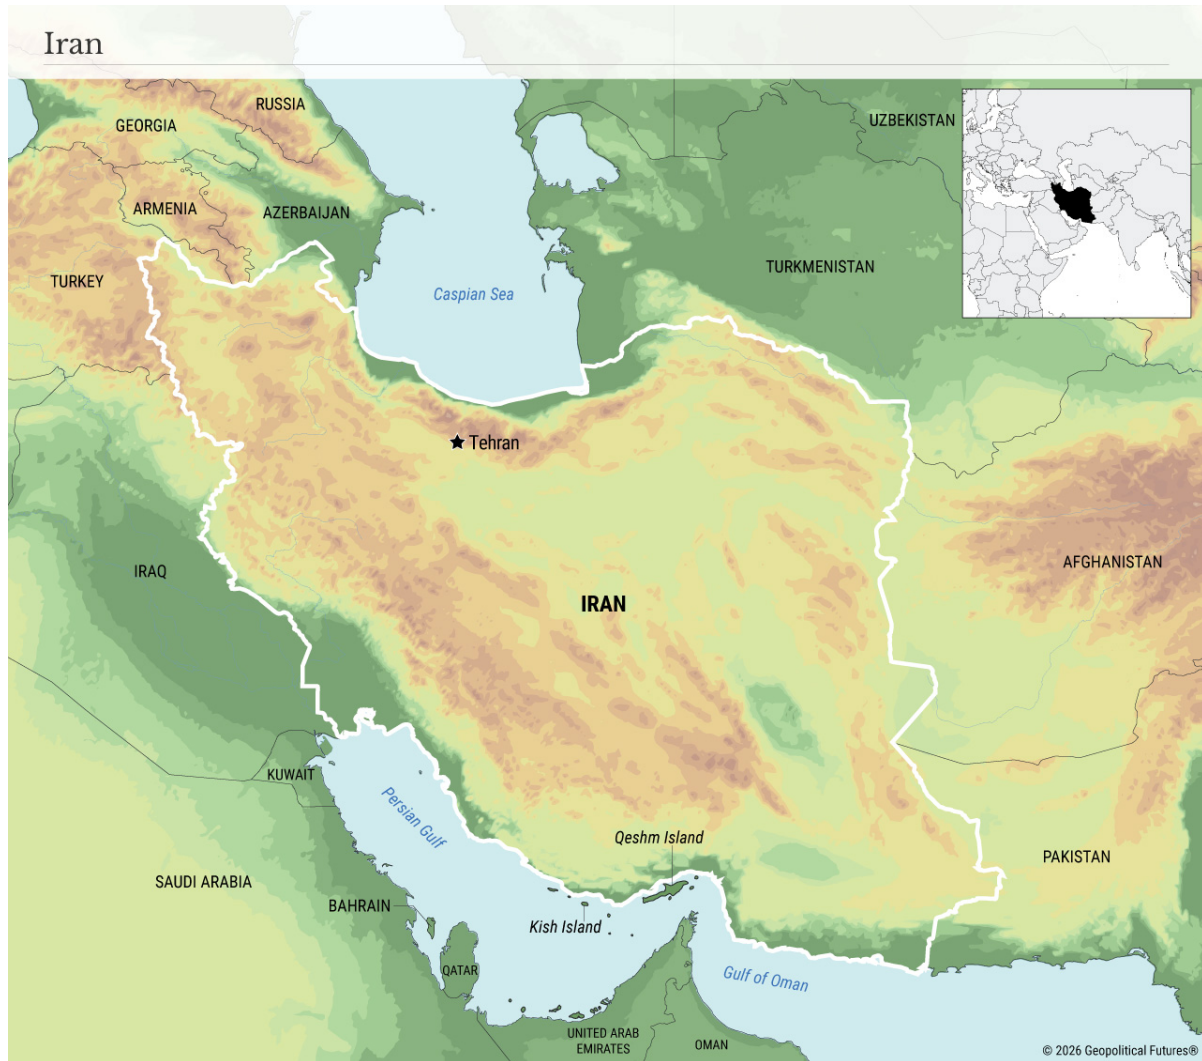 Iran
RUSSIA
UZBEKISTAN
GEORGIA
ARMENIA
AZERBAIJAN
TURKMENISTAN
TURKEY
Caspian Sea
Tehran
AFGHANISTAN
IRAQ
IRAN
KUWAIT
Persian Gulf
Qeshm Island
PAKISTAN
SAUDI ARABIA
BAHRAIN
Kish Island
QATAR
Gulf of Oman
UNITED ARAB
EMIRATES
OMAN
© 2026 Geopolitical Futures®